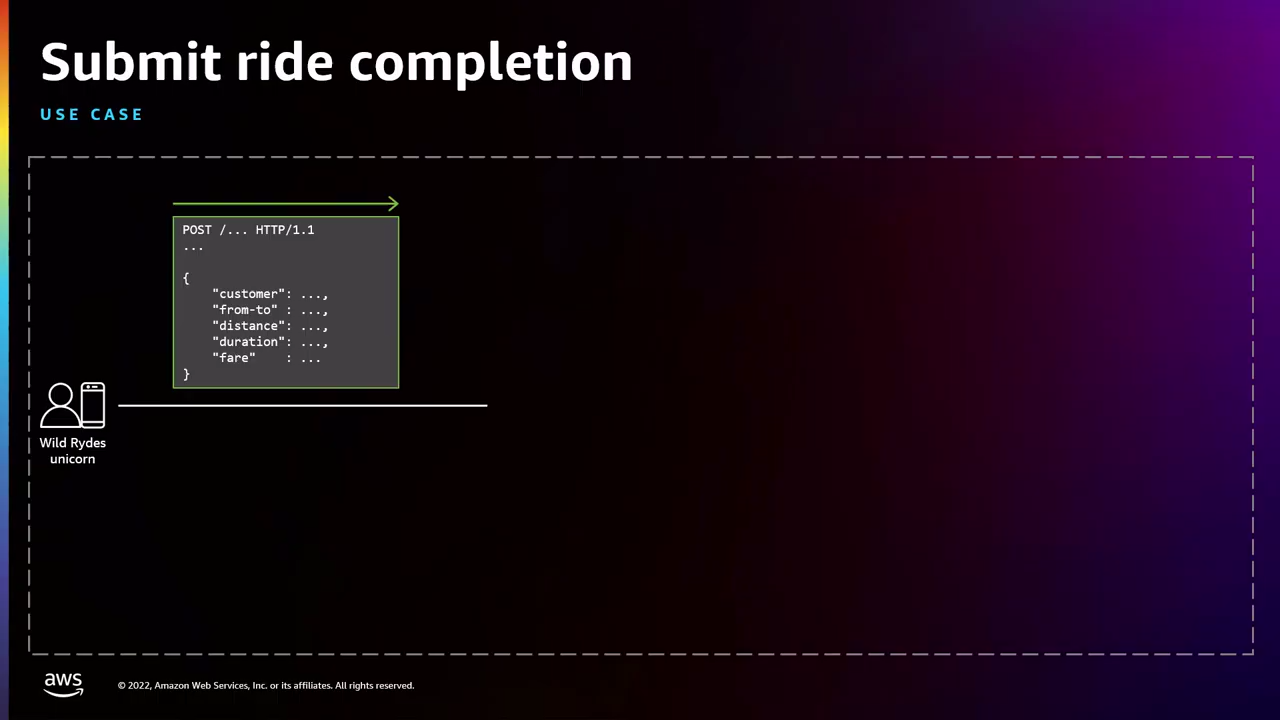 Submit ride completion
USE CASE
POST /... HTTP/1.1
...
{
    "customer": ...,
    "from-to" : ...,
    "distance": ...,
    "duration": ...,
    "fare"    : ...
}
Wild Rydes
unicorn
aws
© 2022, Amazon Web Services, Inc. or its affiliates. All rights reserved.